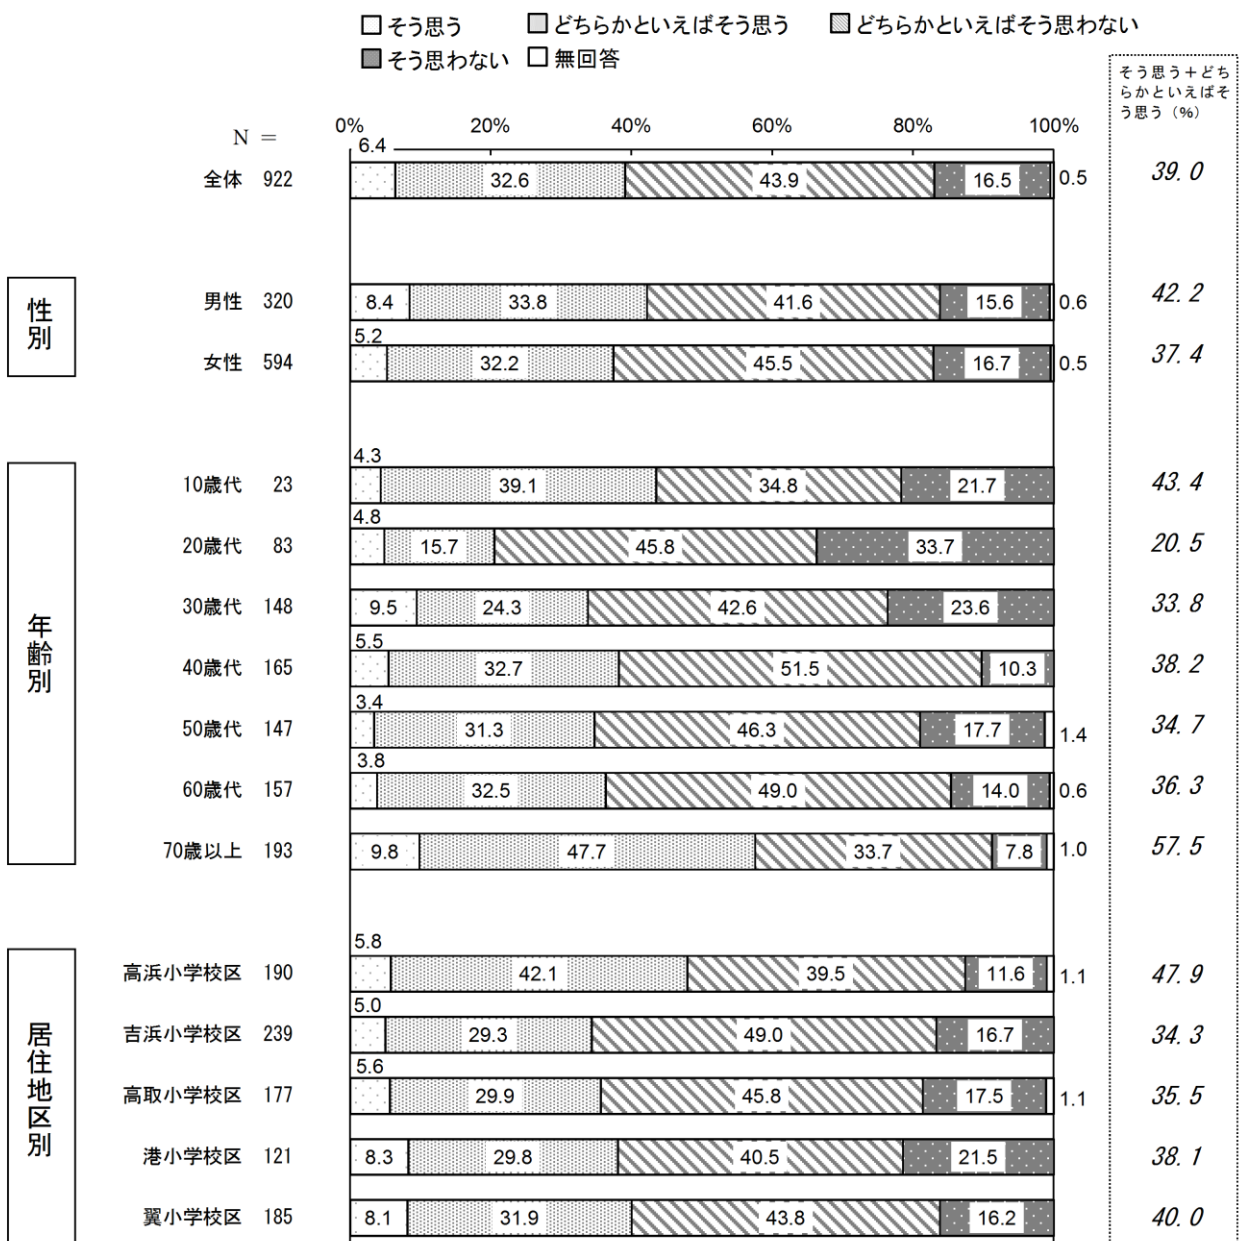 そう思う どちらかといえばそう思う どちらかといえばそう思わない
そう思わない 無回答
そう思う＋どち
らかといえばそ
う思う（%）
N ＝
0% 20% 40% 60% 80% 100%
6.4
全体 922 32.6 43.9 16.5 0.5 39.0
性別
男性 320 8.4 33.8 41.6 15.6 0.6 42.2
5.2
女性 594 32.2 45.5 16.7 0.5 37.4
年齢別
4.3
10歳代 23 39.1 34.8 21.7 43.4
4.8
20歳代 83 15.7 45.8 33.7 20.5
30歳代 148 9.5 24.3 42.6 23.6 33.8
5.5
40歳代 165 32.7 51.5 10.3 38.2
3.4
50歳代 147 31.3 46.3 17.7 1.4 34.7
3.8
60歳代 157 32.5 49.0 14.0 0.6 36.3
70歳以上 193 9.8 47.7 33.7 7.8 1.0 57.5
居住地区別
5.8
高浜小学校区 190 42.1 39.5 11.6 1.1 47.9
5.0
吉浜小学校区 239 29.3 49.0 16.7 34.3
5.6
高取小学校区 177 29.9 45.8 17.5 1.1 35.5
港小学校区 121 8.3 29.8 40.5 21.5 38.1
翼小学校区 185 8.1 31.9 43.8 16.2 40.0